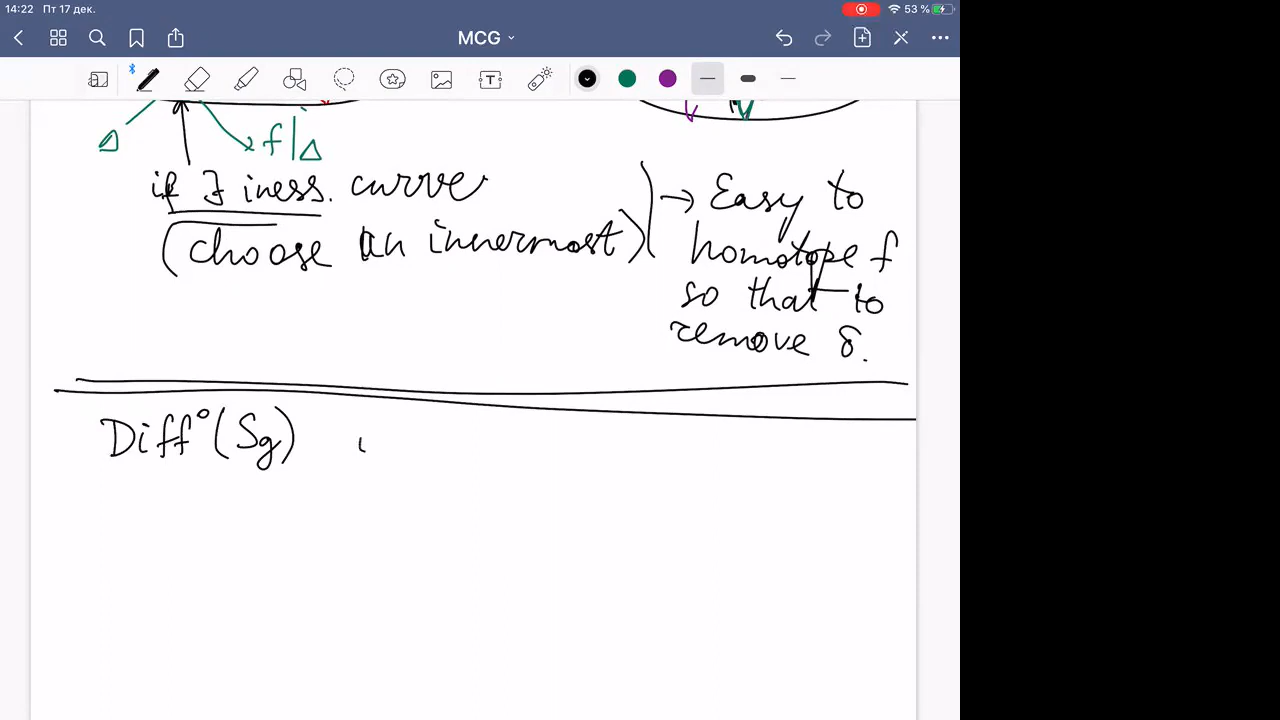 14:22 Пт 17 дек.
53 %
MCG
Δ
f|Δ
if ∃ iness. curve
(choose an innermost)
→ Easy to
homotope f
so that to
remove δ.
Diff°(Sg)